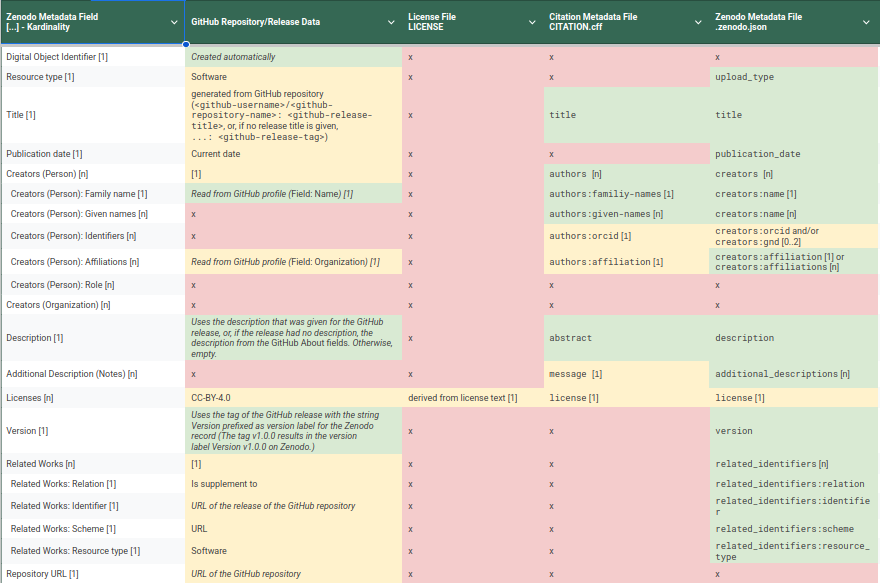 Zenodo Metadata Field
[...] - Kardinality
GitHub Repository/Release Data
License File
LICENSE
Citation Metadata File
CITATION.cff
Zenodo Metadata File
.zenodo.json
Digital Object Identifier [1]
Created automatically
x
x
x
Resource type [1]
Software
x
x
upload_type
Title [1]
generated from GitHub repository
(<github-username>/<github-
repository-name>: <github-release-
title>, or, if no release title is given,
...: <github-release-tag>)
x
title
title
Publication date [1]
Current date
x
x
publication_date
Creators (Person) [n]
[1]
x
authors [n]
creators [n]
Creators (Person): Family name [1]
Read from GitHub profile (Field: Name) [1]
x
authors:familiy-names [1]
creators:name [1]
Creators (Person): Given names [n]
x
x
authors:given-names [n]
creators:name [n]
Creators (Person): Identifiers [n]
x
x
authors:orcid [1]
creators:orcid and/or
creators:gnd [0..2]
Creators (Person): Affiliations [n]
Read from GitHub profile (Field: Organization) [1]
x
authors:affiliation [1]
creators:affiliation [1] or
creators:affiliations [n]
Creators (Person): Role [n]
x
x
x
x
Creators (Organization) [n]
x
x
x
Description [1]
Uses the description that was given for the GitHub
release, or, if the release had no description, the
description from the GitHub About fields. Otherwise,
empty.
x
abstract
description
Additional Description (Notes) [n]
x
x
message [1]
additional_descriptions [n]
Licenses [n]
CC-BY-4.0
derived from license text [1]
license [1]
license [1]
Version [1]
Uses the tag of the GitHub release with the string
Version prefixed as version label for the Zenodo
record (The tag v1.0.0 results in the version
label Version v1.0.0 on Zenodo.)
x
x
version
Related Works [n]
[1]
x
x
related_identifiers [n]
Related Works: Relation [1]
Is supplement to
x
x
related_identifiers:relation
Related Works: Identifier [1]
URL of the release of the GitHub repository
x
x
related_identifiers:identifie
r
Related Works: Scheme [1]
URL
x
x
related_identifiers:scheme
Related Works: Resource type [1]
Software
x
x
related_identifiers:resource_
type
Repository URL [1]
URL of the GitHub repository
x
x
x